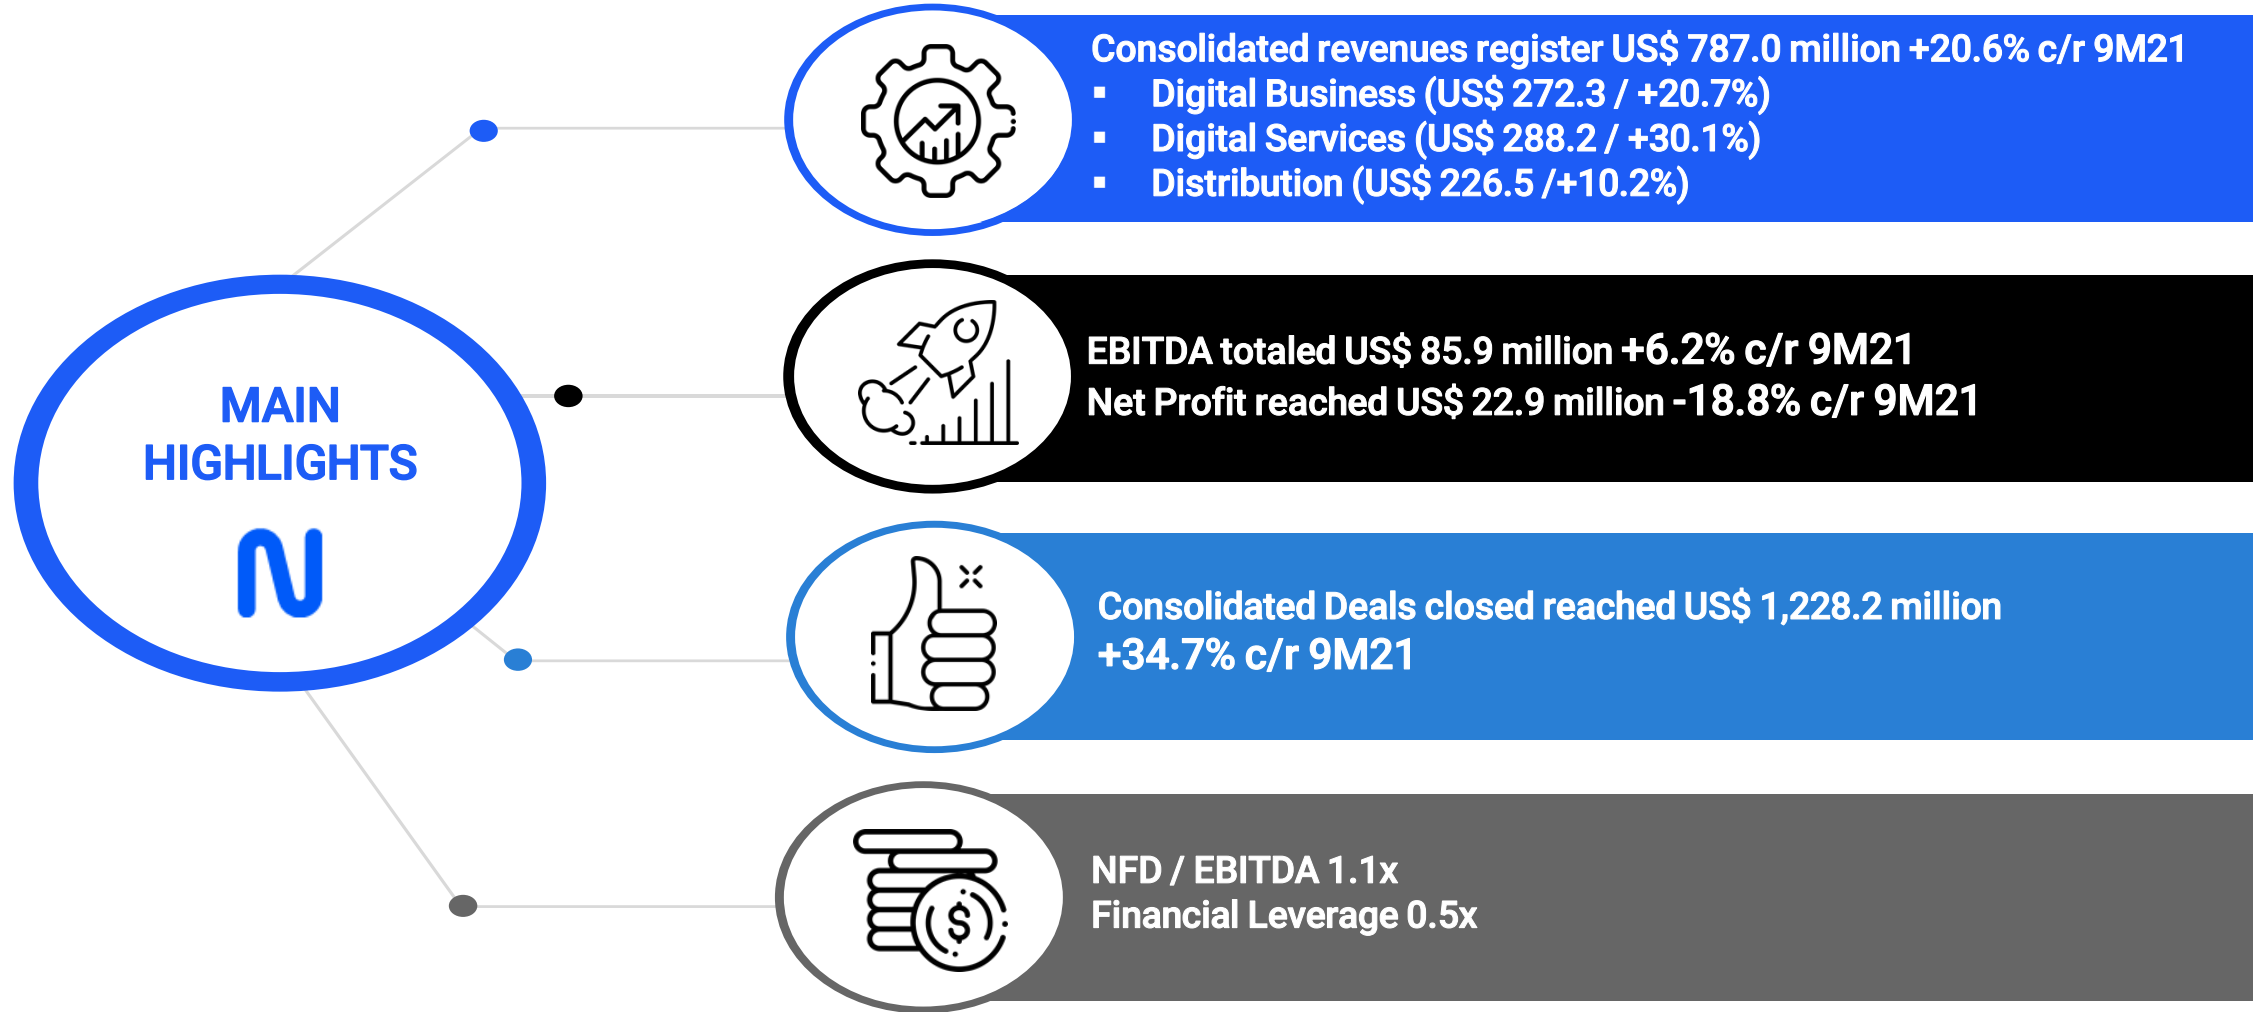 MAIN
HIGHLIGHTS
Consolidated revenues register US$ 787.0 million +20.6% c/r 9M21
▪ Digital Business (US$ 272.3 / +20.7%)
▪ Digital Services (US$ 288.2 / +30.1%)
▪ Distribution (US$ 226.5 /+10.2%)
EBITDA totaled US$ 85.9 million +6.2% c/r 9M21
Net Profit reached US$ 22.9 million -18.8% c/r 9M21
Consolidated Deals closed reached US$ 1,228.2 million
+34.7% c/r 9M21
NFD / EBITDA 1.1x
Financial Leverage 0.5x